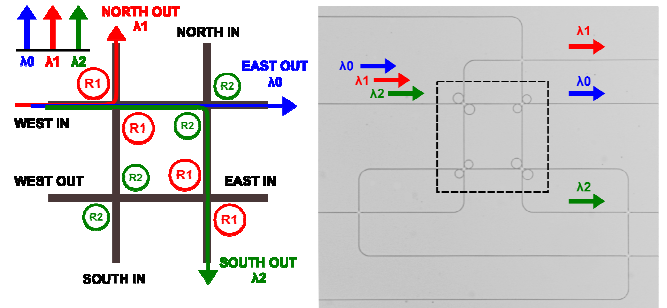 NORTH OUT
λ1
NORTH IN
λ0 λ1 λ2
R1
R2
EAST OUT
λ0
WEST IN
R1
R2
WEST OUT
R2
R1
EAST IN
R2
R1
SOUTH IN
SOUTH OUT
λ2
λ1
λ0
λ1
λ2
λ0
λ2